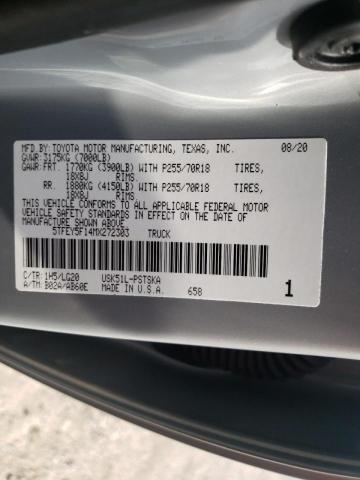 MFD.BY: TOYOTA MOTOR MANUFACTURING, TEXAS, INC. 08/20
GVWR: 3175KG (7000LB)
GAWR: FRT. 1770KG (3900LB) WITH P255/70R18 TIRES,
18X8J RIMS.
RR. 1880KG (4150LB) WITH P255/70R18 TIRES,
18X8J RIMS.
THIS VEHICLE CONFORMS TO ALL APPLICABLE FEDERAL MOTOR
VEHICLE SAFETY STANDARDS IN EFFECT ON THE DATE OF
MANUFACTURE SHOWN ABOVE.
5TFEY5F14MX272303 TRUCK
C/TR: 1H5/LG20 USK51L-PSTSKA
A/TM: B02A/AB60E MADE IN U.S.A. 658 1